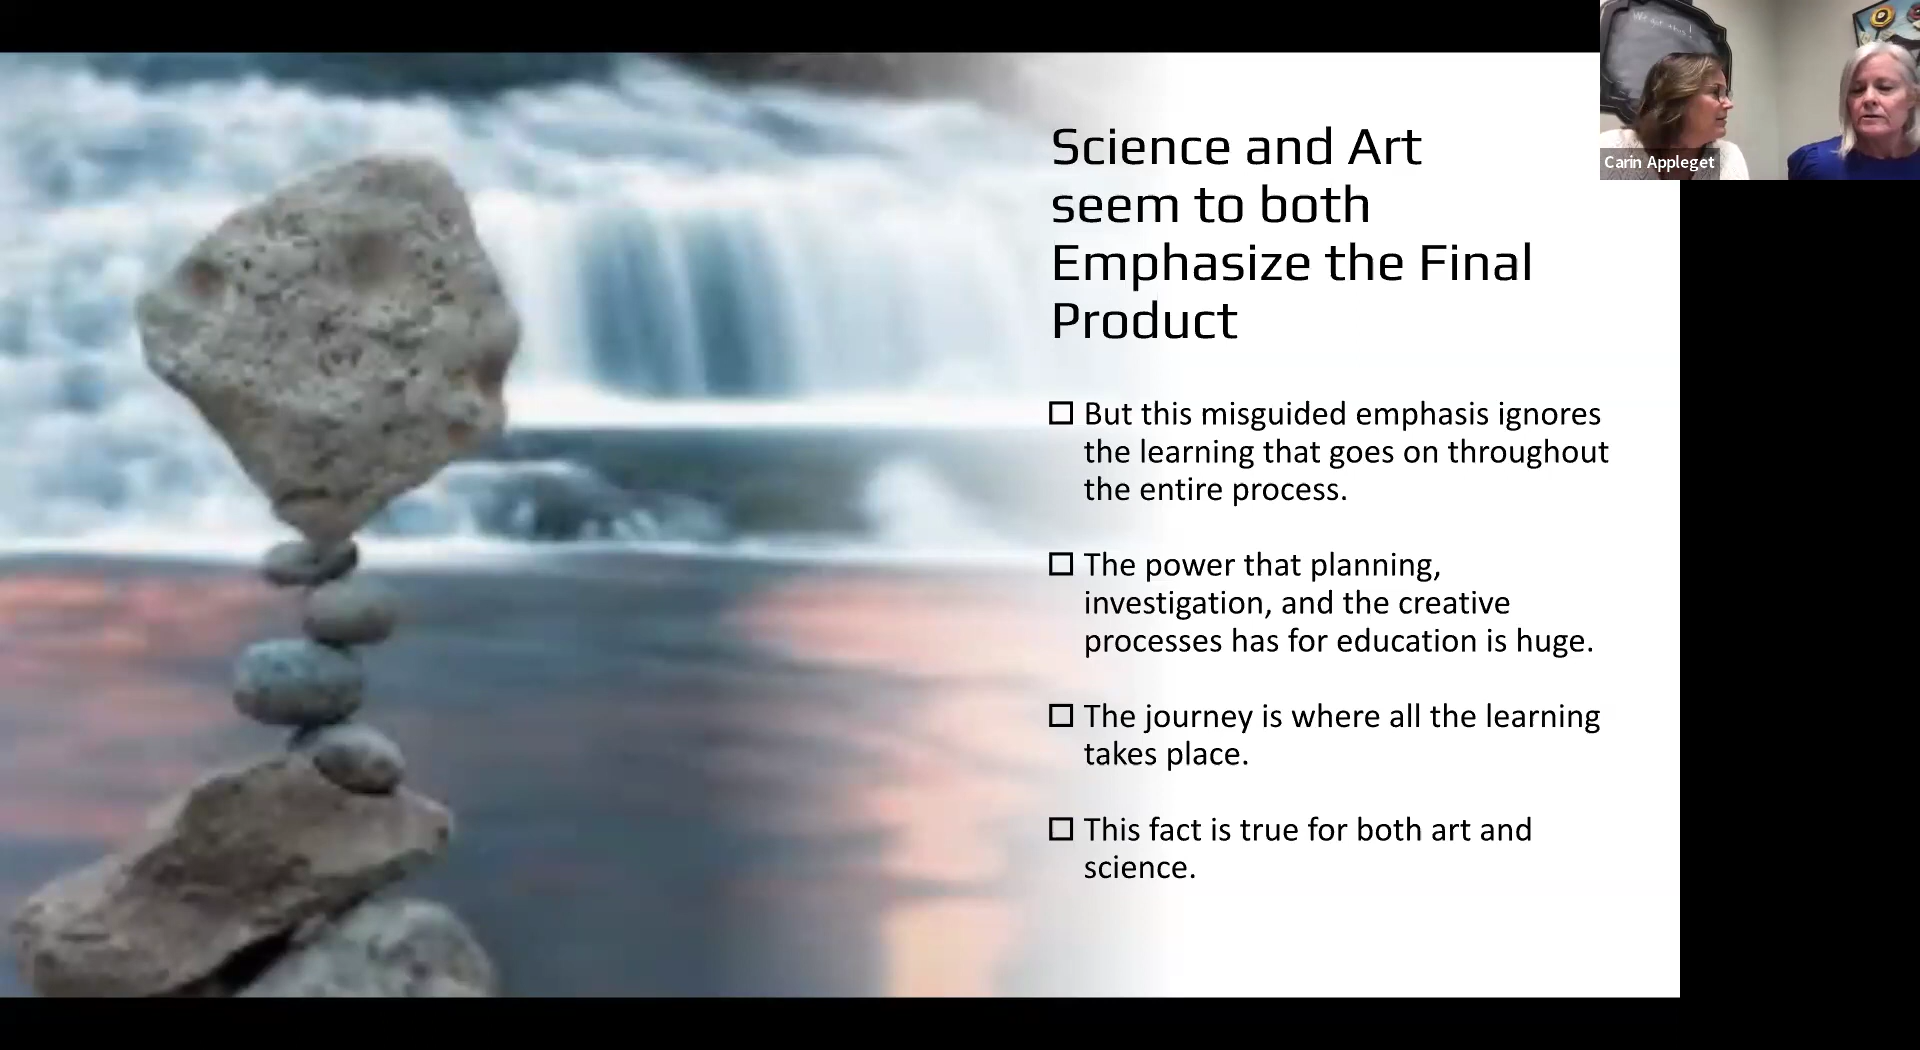 Science and Art
seem to both
Emphasize the Final
Product
But this misguided emphasis ignores
the learning that goes on throughout
the entire process.
The power that planning,
investigation, and the creative
processes has for education is huge.
The journey is where all the learning
takes place.
This fact is true for both art and
science.
Carin Appleget